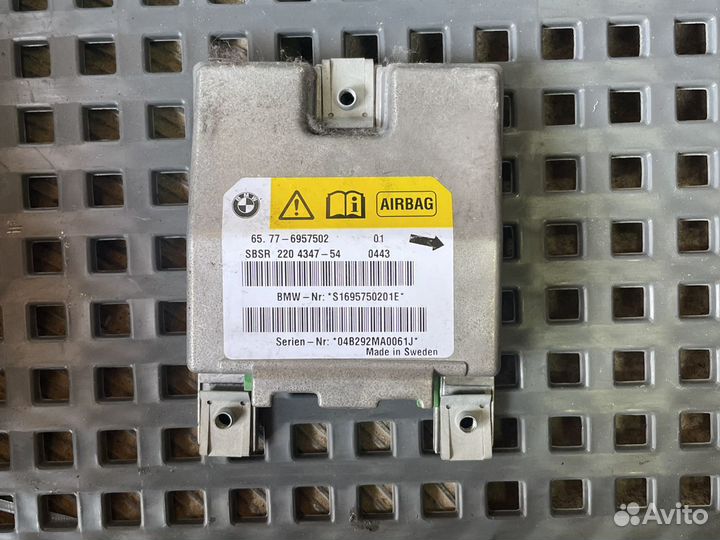 BMW
AIRBAG
65. 77-6957502 01
SBSR 220 4347-54 0443
BMW-Nr: *S1695750201E*
Serien-Nr: *04B292MA0061J*
Made in Sweden
Avito